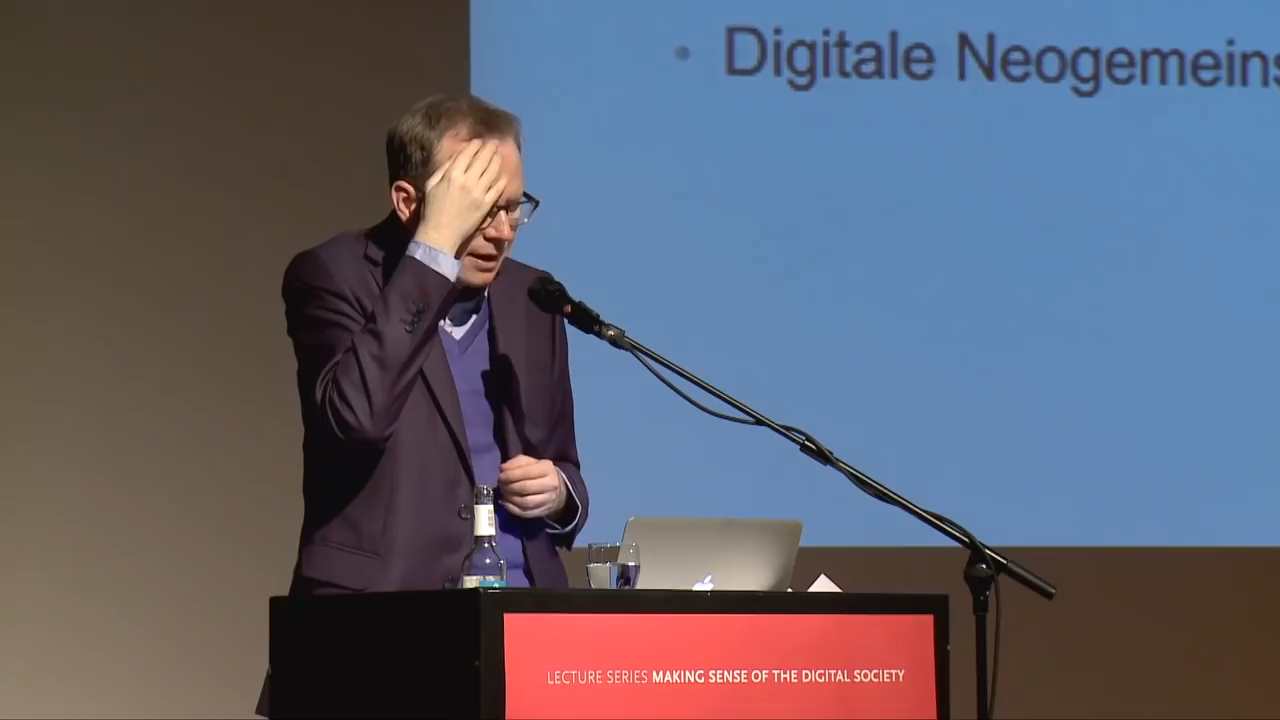 • Digitale Neogemeins
LECTURE SERIES MAKING SENSE OF THE DIGITAL SOCIETY